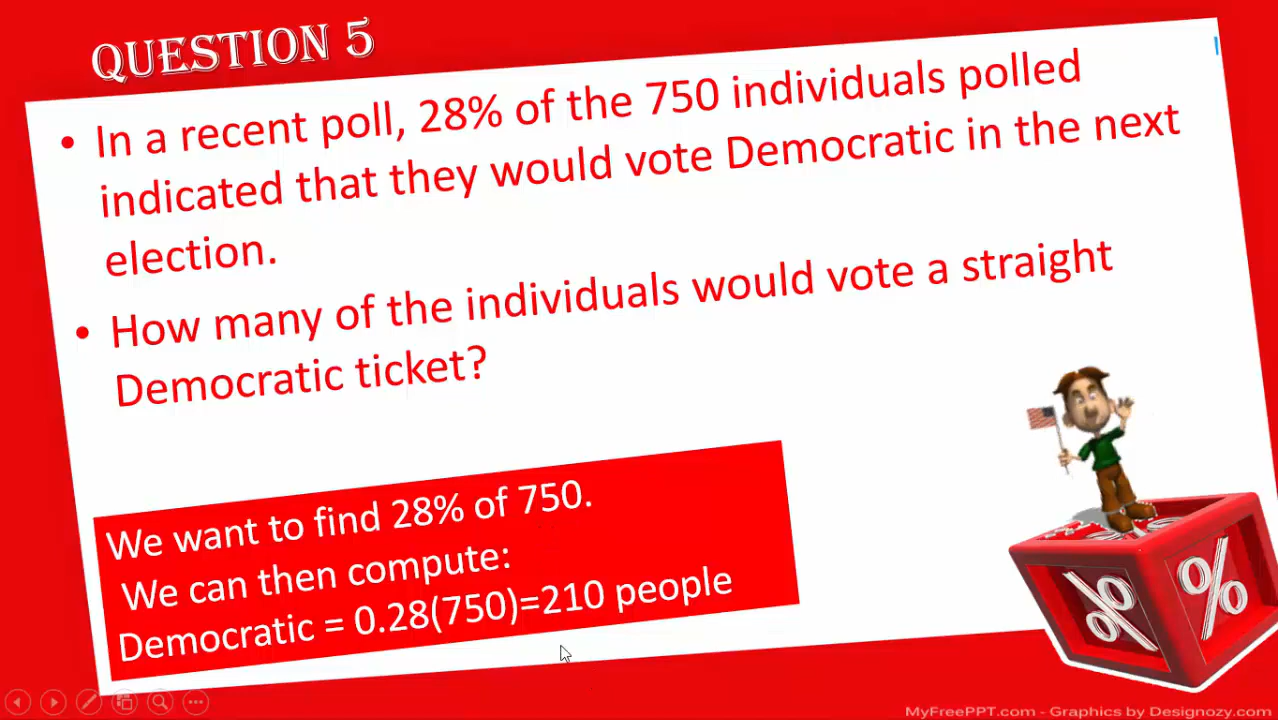 QUESTION 5
• In a recent poll, 28% of the 750 individuals polled
indicated that they would vote Democratic in the next
election.
• How many of the individuals would vote a straight
Democratic ticket?
We want to find 28% of 750.
We can then compute:
Democratic = 0.28(750)=210 people
% %
MyFreePPT.com - Graphics by Designozy.com